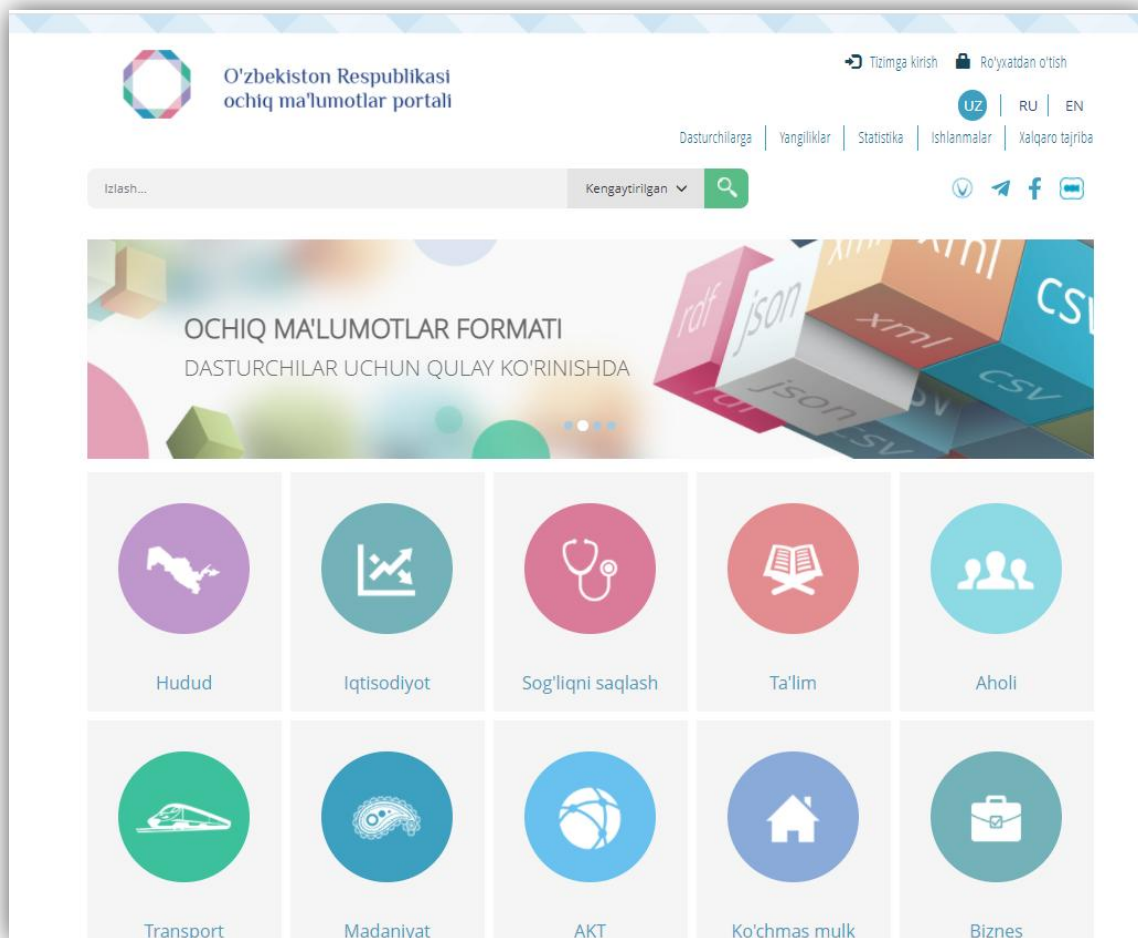 O'zbekiston Respublikasi
ochiq ma'lumotlar portali
Tizimga kirish Ro'yxatdan o'tish
UZ RU EN
Dasturchilarga Yangiliklar Statistika Ishlanmalar Xalqaro tajriba
Izlash... Kengaytirilgan
OCHIQ MA'LUMOTLAR FORMATI
DASTURCHILAR UCHUN QULAY KO'RINISHDA
rdf json xml xml csv
rdf json csv csv
Hudud Iqtisodiyot Sog'liqni saqlash Ta'lim Aholi
Transport Madaniyat AKT Ko'chmas mulk Biznes